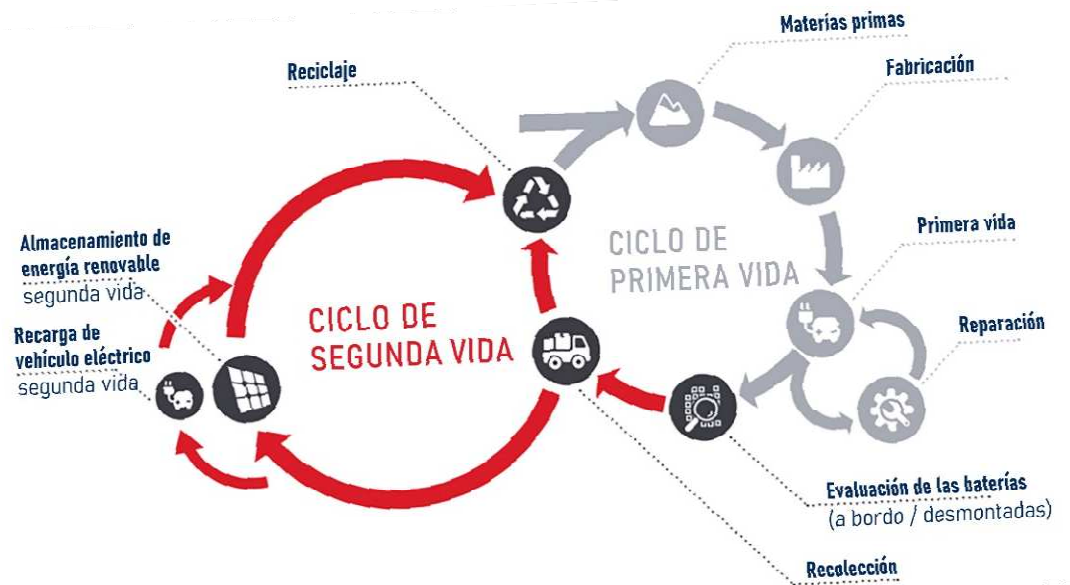 Materías primas
Reciclaje
Fabricación
Primera vida
CICLO DE
PRIMERA VIDA
Almacenamiento de
energía renovable
segunda vida
Recarga de
vehículo eléctrico
segunda vida
CICLO DE
SEGUNDA VIDA
Reparación
Evaluación de las baterías
(a bordo / desmontadas)
Recolección